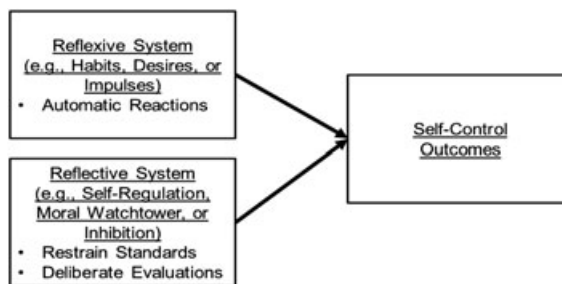 Reflexive System
(e.g., Habits, Desires, or
Impulses)
• Automatic Reactions
Reflective System
(e.g., Self-Regulation,
Moral Watchtower, or
Inhibition)
• Restrain Standards
• Deliberate Evaluations
Self-Control
Outcomes